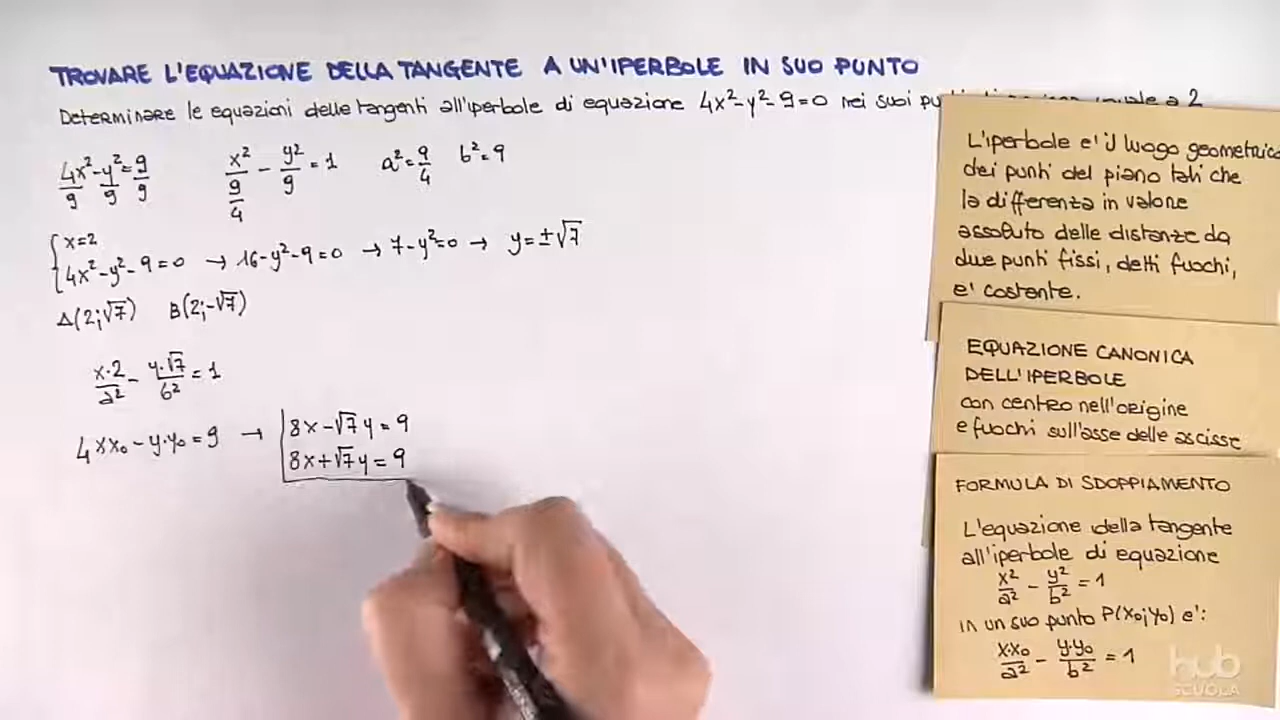 TROVARE L'EQUAZIONE DELLA TANGENTE A UN'IPERBOLE IN SUO PUNTO
Determinare le equazioni delle tangenti all'iperbole di equazione 4x²-y²-9=0 nei suoi a 2
4x²/9 - y²/9 = 9/9 x²/(9/4) - y²/9 = 1 a²=9/4 b²=9
{x=2
{4x²-y²-9=0 → 16-y²-9=0 → 7-y²=0 → y=±√7
A(2;√7) B(2;-√7)
x·2/a² - y·√7/b² = 1
4xx₀ - y·y₀ = 9 → 8x-√7y = 9
8x+√7y = 9
L'iperbole e' il luogo geometrico
dei punti del piano tali che
la differenza in valore
assoluto delle distanze da
due punti fissi, detti fuochi,
e' costante.
EQUAZIONE CANONICA
DELL'IPERBOLE
con centro nell'origine
e fuochi sull'asse delle ascisse
FORMULA DI SDOPPIAMENTO
L'equazione della tangente
all'iperbole di equazione
x²/a² - y²/b² = 1
in un suo punto P(x₀;y₀) e':
x·x₀/a² - y·y₀/b² = 1
hub
SCUOLA